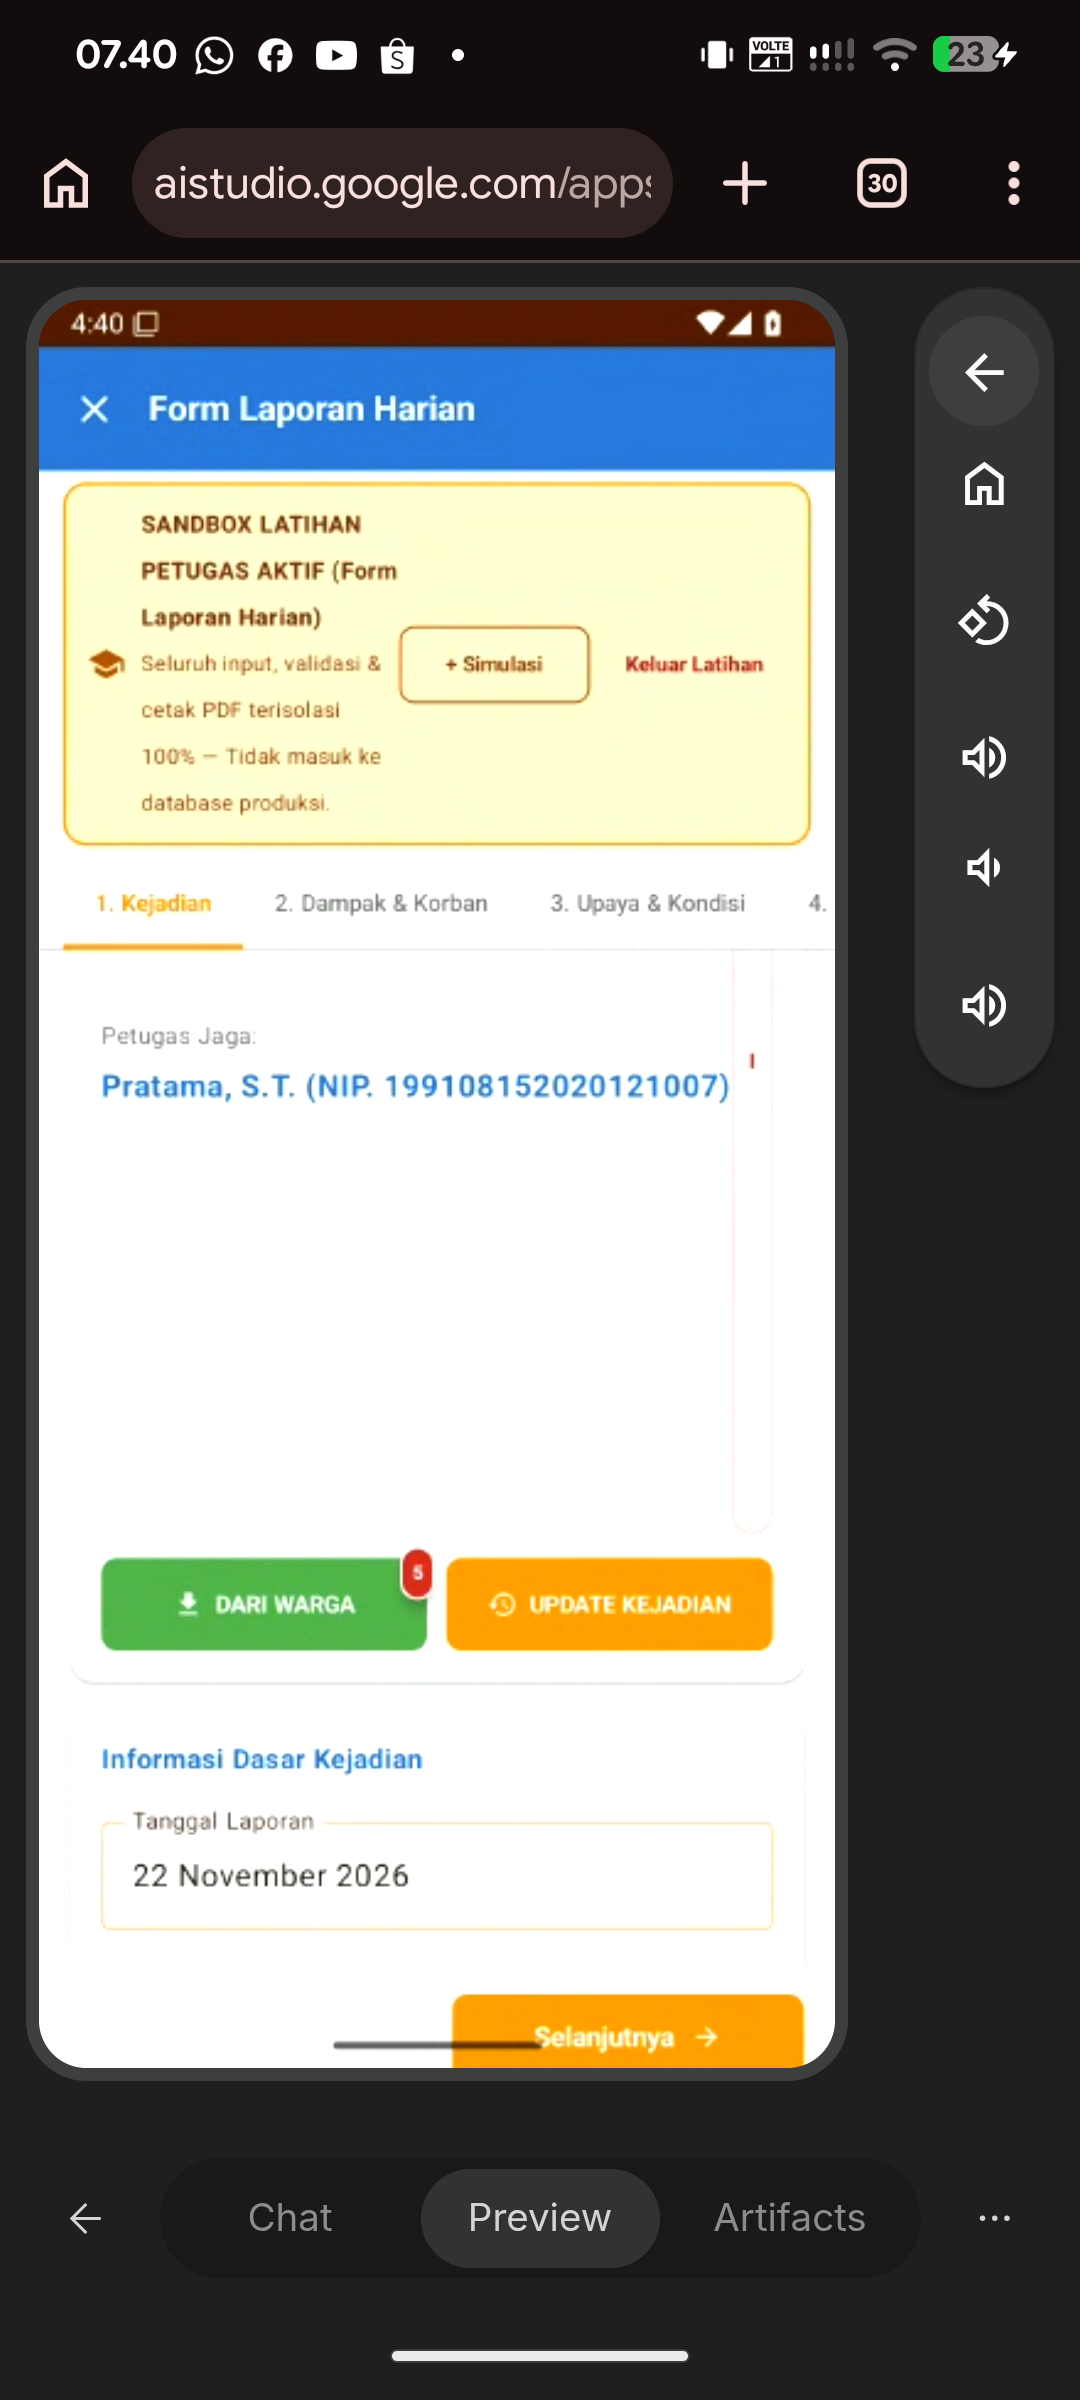 07.40
VOLTE
1
23
aistudio.google.com/apps
30
4:40
Form Laporan Harian
SANDBOX LATIHAN
PETUGAS AKTIF (Form
Laporan Harian)
Seluruh input, validasi &
cetak PDF terisolasi
100% — Tidak masuk ke
database produksi.
+ Simulasi
Keluar Latihan
1. Kejadian
2. Dampak & Korban
3. Upaya & Kondisi
4.
Petugas Jaga:
Pratama, S.T. (NIP. 199108152020121007)
DARI WARGA
5
UPDATE KEJADIAN
Informasi Dasar Kejadian
Tanggal Laporan
22 November 2026
Selanjutnya
Chat
Preview
Artifacts